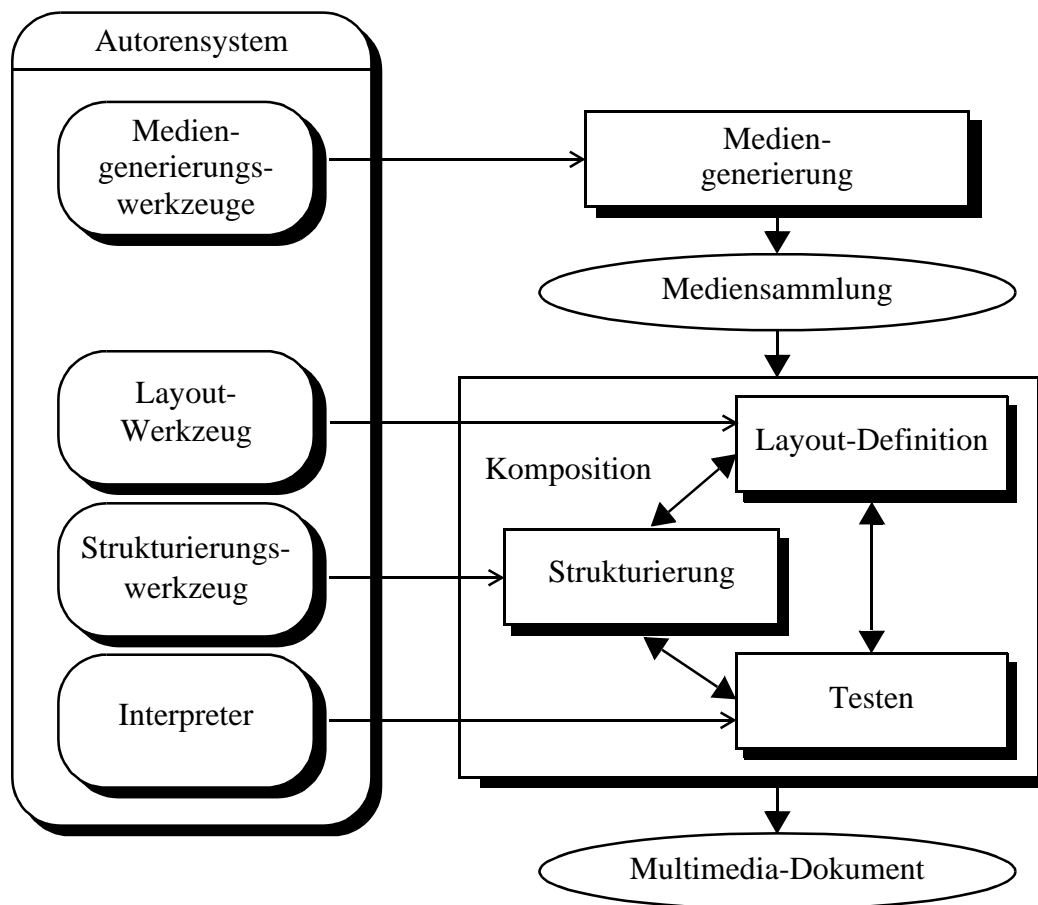 Autorensystem
Medien-
generierungs-
werkzeuge
Medien-
generierung
Mediensammlung
Layout-
Werkzeug
Layout-Definition
Komposition
Strukturierungs-
werkzeug
Strukturierung
Interpreter
Testen
Multimedia-Dokument